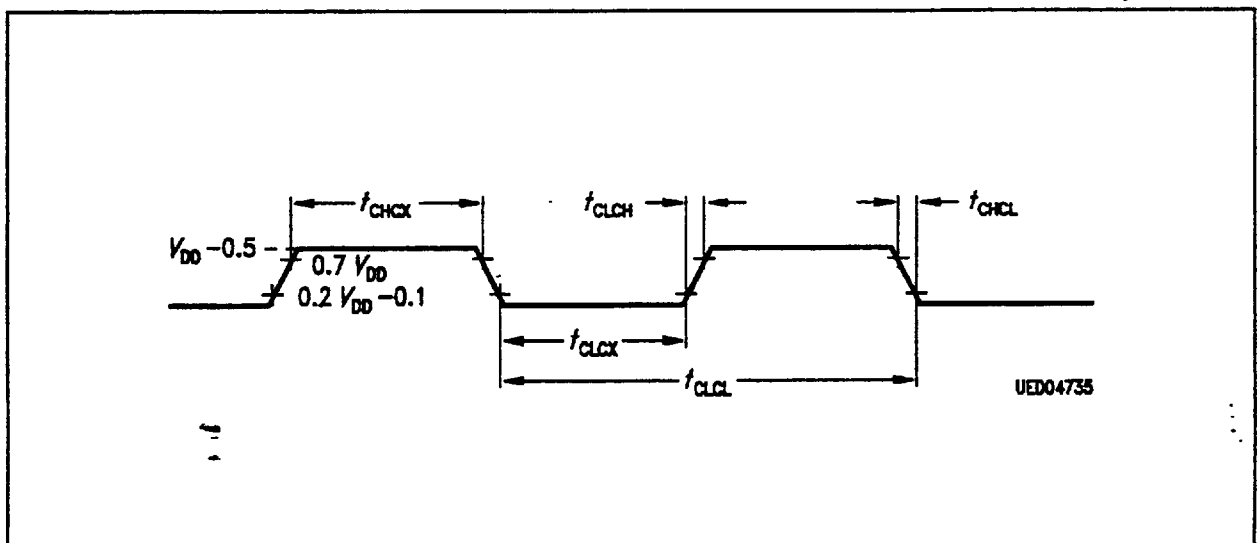 tCHCX
tCLCH
tCHCL
VDD −0.5
0.7 VDD
0.2 VDD −0.1
tCLCX
tCLCL
UED04735